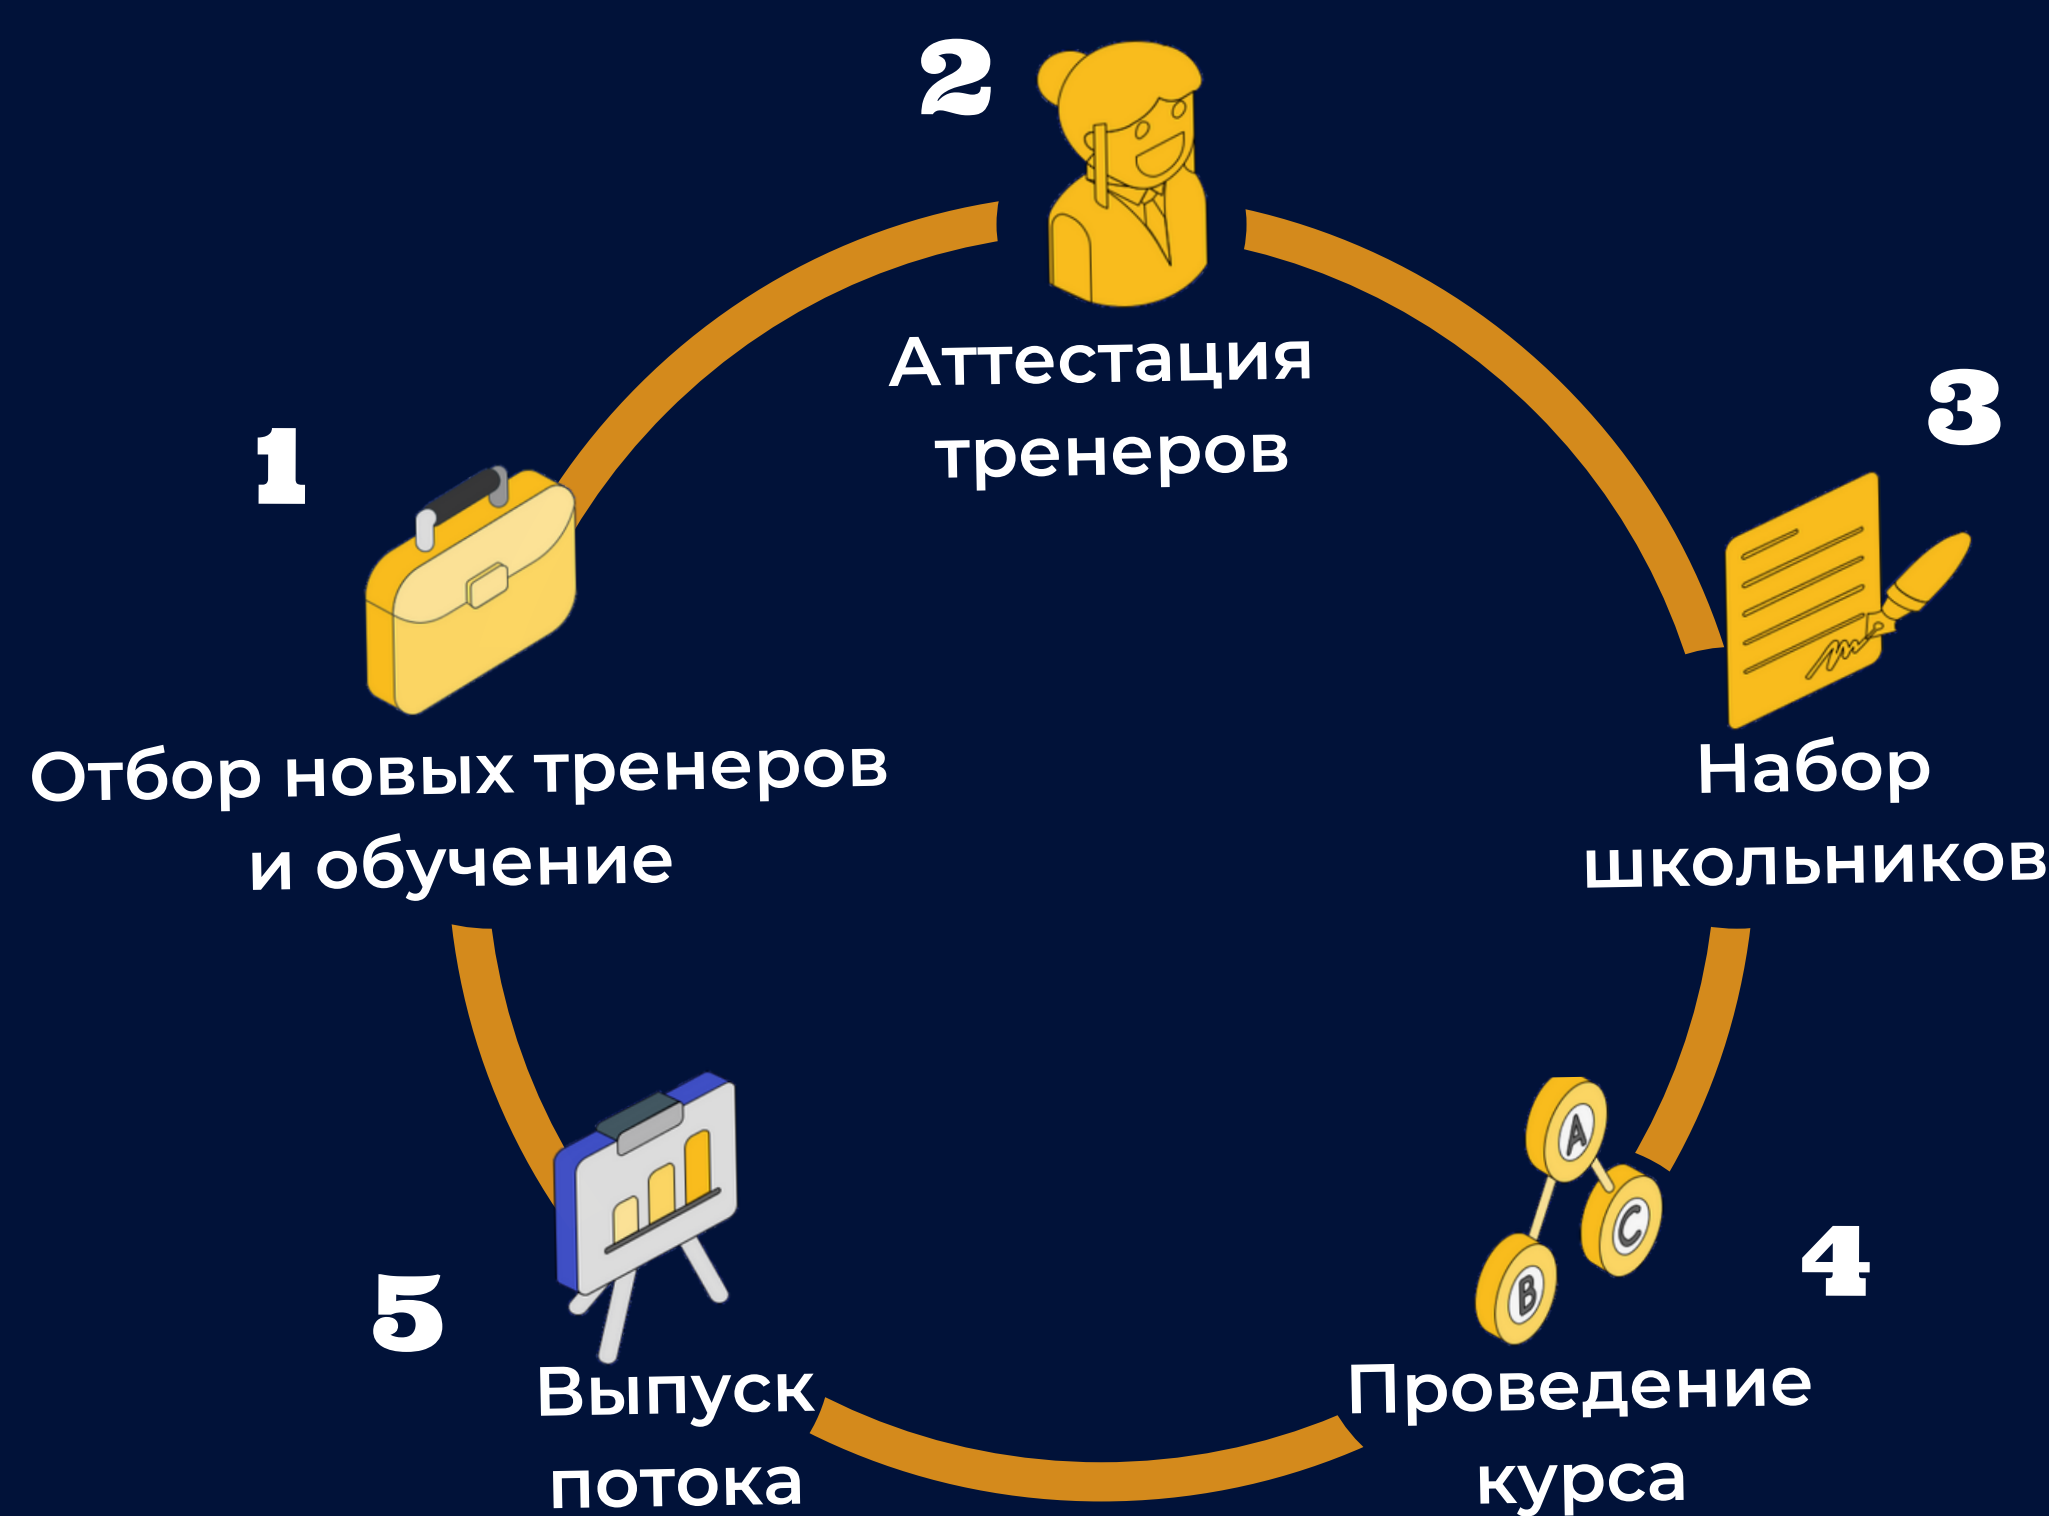 1
Отбор новых тренеров
и обучение
2
Аттестация
тренеров
3
Набор
школьников
A
C
B
4
Проведение
курса
5
Выпуск
потока